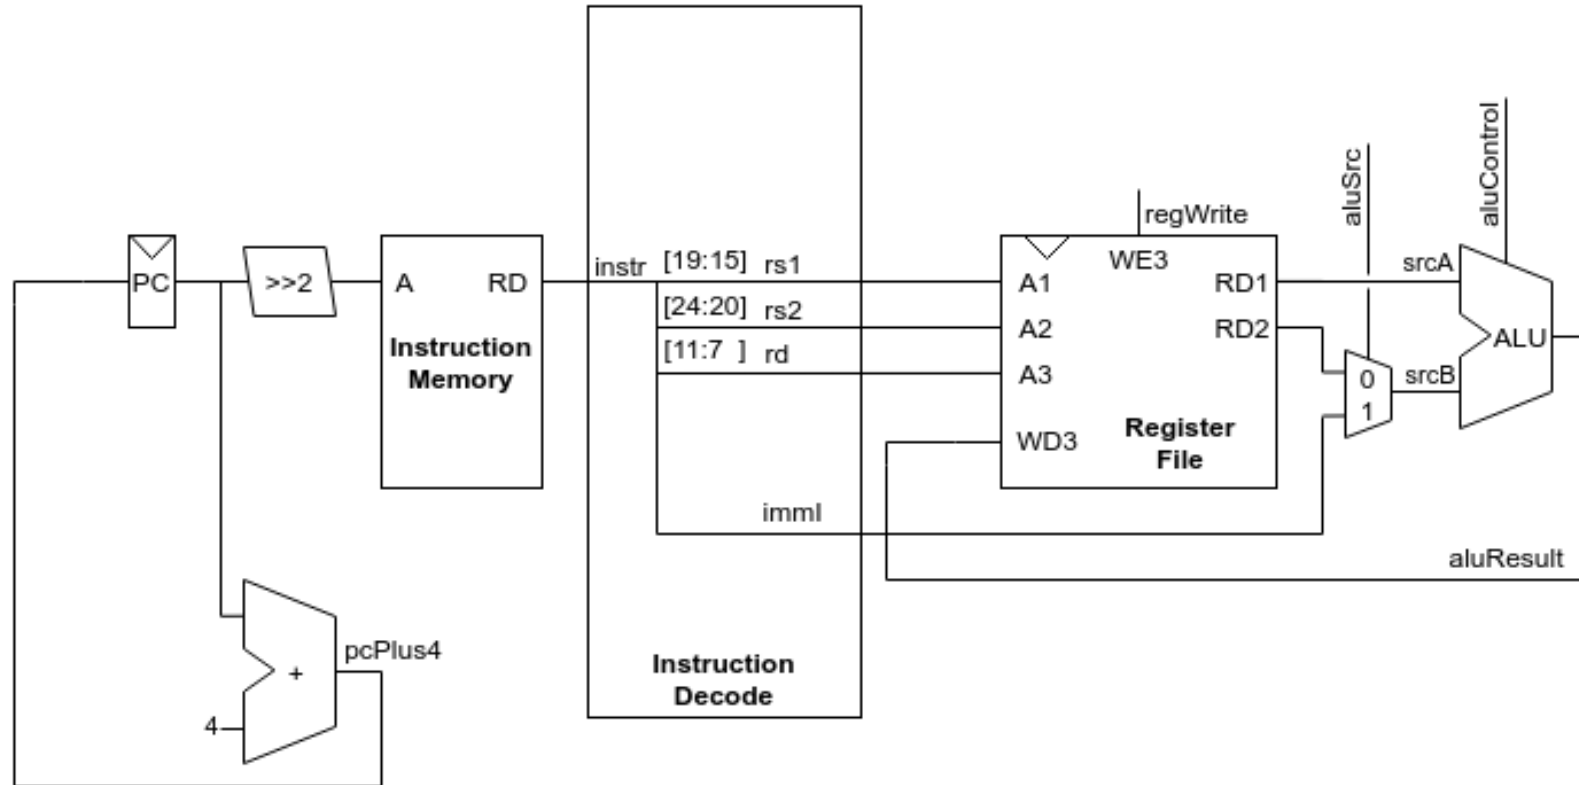 aluControl
aluSrc
regWrite
PC
>>2
A
RD
Instruction
Memory
instr
[19:15] rs1
[24:20] rs2
[11:7 ] rd
immI
Instruction
Decode
WE3
A1
RD1
A2
RD2
A3
WD3
Register
File
srcA
0
1
srcB
ALU
aluResult
pcPlus4
+
4